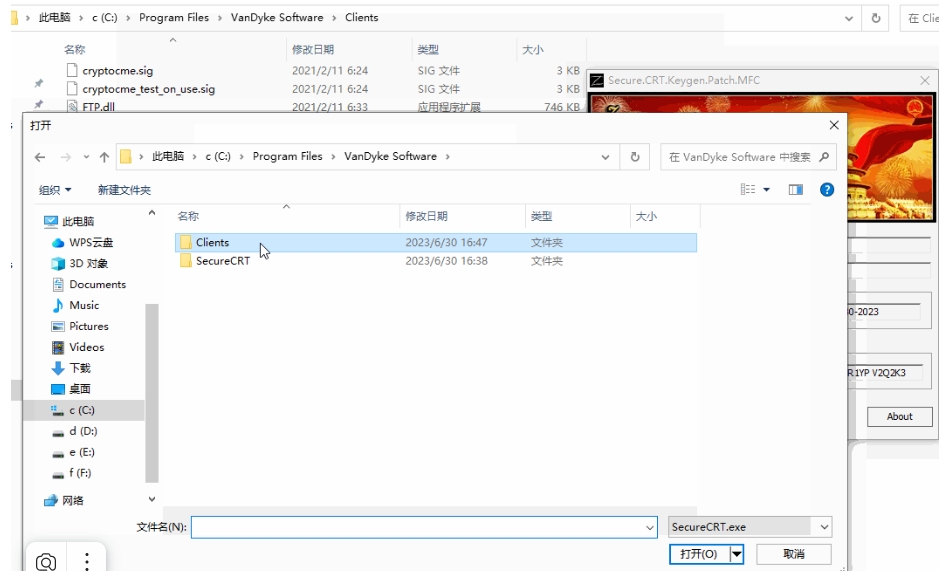 此电脑 › c (C:) › Program Files › VanDyke Software › Clients
在 Clie
名称 修改日期 类型 大小
cryptocme.sig 2021/2/11 6:24 SIG 文件 3 KB
cryptocme_test_on_use.sig 2021/2/11 6:24 SIG 文件 3 KB
FTP.dll 2021/2/11 6:33 应用程序扩展 746 KB
Secure.CRT.Keygen.Patch.MFC
打开
此电脑 › c (C:) › Program Files › VanDyke Software ›
在 VanDyke Software 中搜索
组织 新建文件夹
名称 修改日期 类型 大小
Clients 2023/6/30 16:47 文件夹
SecureCRT 2023/6/30 16:38 文件夹
此电脑
WPS云盘
3D 对象
Documents
Music
Pictures
Videos
下载
桌面
c (C:)
d (D:)
e (E:)
f (F:)
网络
0-2023
R1YP V2Q2K3
About
文件名(N):
SecureCRT.exe
打开(O) 取消